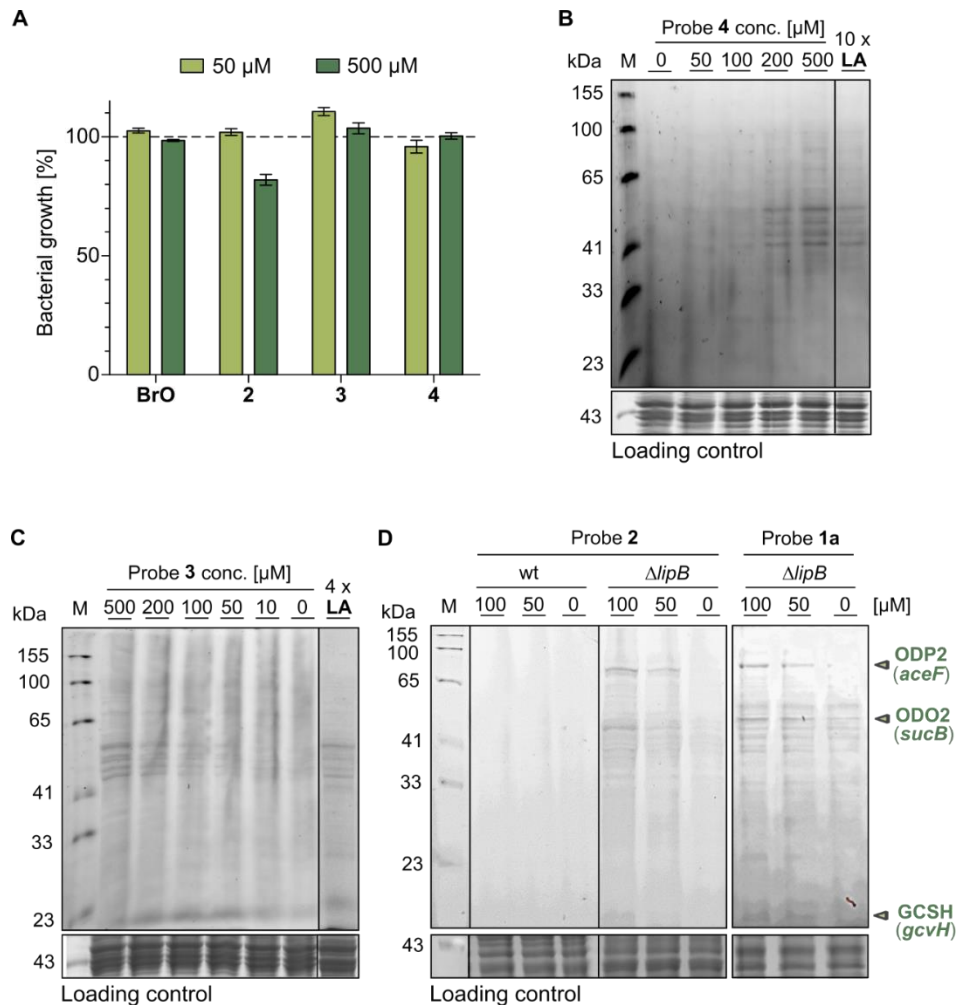 A
50 µM 500 µM
Bacterial growth [%]
100
50
0
BrO 2 3 4
B
Probe 4 conc. [µM]
10 x
kDa M 0 50 100 200 500 LA
155
100
65
41
33
23
43
Loading control
C
Probe 3 conc. [µM]
4 x
kDa M 500 200 100 50 10 0 LA
155
100
65
41
33
23
43
Loading control
D
Probe 2 Probe 1a
wt ΔlipB ΔlipB
kDa M 100 50 0 100 50 0 100 50 0 [µM]
155
100
65
41
33
23
43
ODP2
(aceF)
ODO2
(sucB)
GCSH
(gcvH)
Loading control